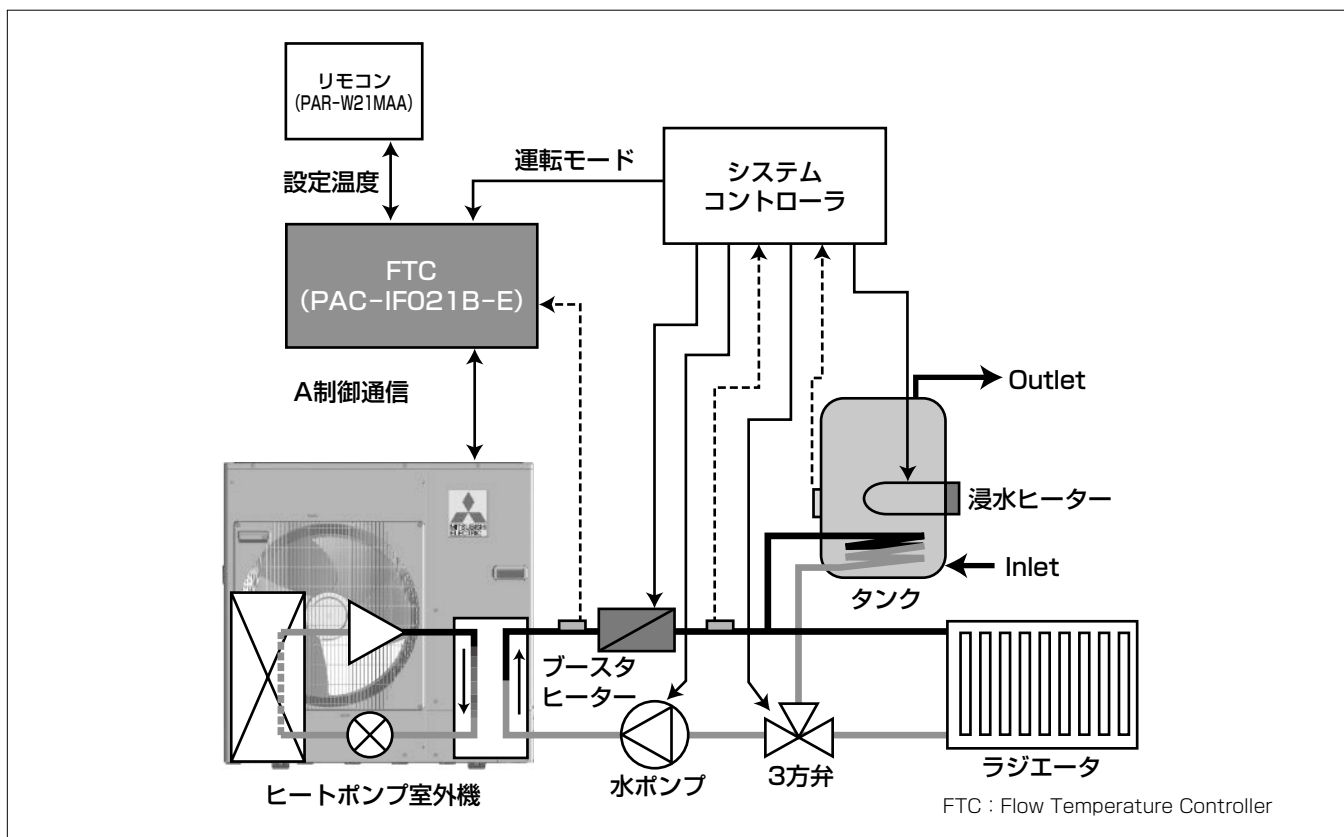 リモコン
(PAR-W21MAA)
設定温度
運転モード
システム
コントローラ
FTC
(PAC-IF021B-E)
A制御通信
Outlet
浸水ヒーター
Inlet
タンク
MITSUBISHI
ELECTRIC
ブースタ
ヒーター
水ポンプ
3方弁
ラジエータ
ヒートポンプ室外機
FTC：Flow Temperature Controller